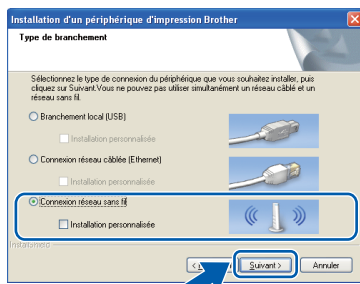 Installation d'un périphérique d'impression Brother
Type de branchement
Sélectionnez le type de connexion du périphérique que vous souhaitez installer, puis
cliquez sur Suivant.Vous ne pouvez pas utiliser simultanément un réseau câblé et un
réseau sans fil.
Branchement local (USB)
Installation personnalisée
Connexion réseau câblée (Ethernet)
Installation personnalisée
Connexion réseau sans fil
Installation personnalisée
InstallShield
Suivant >
Annuler